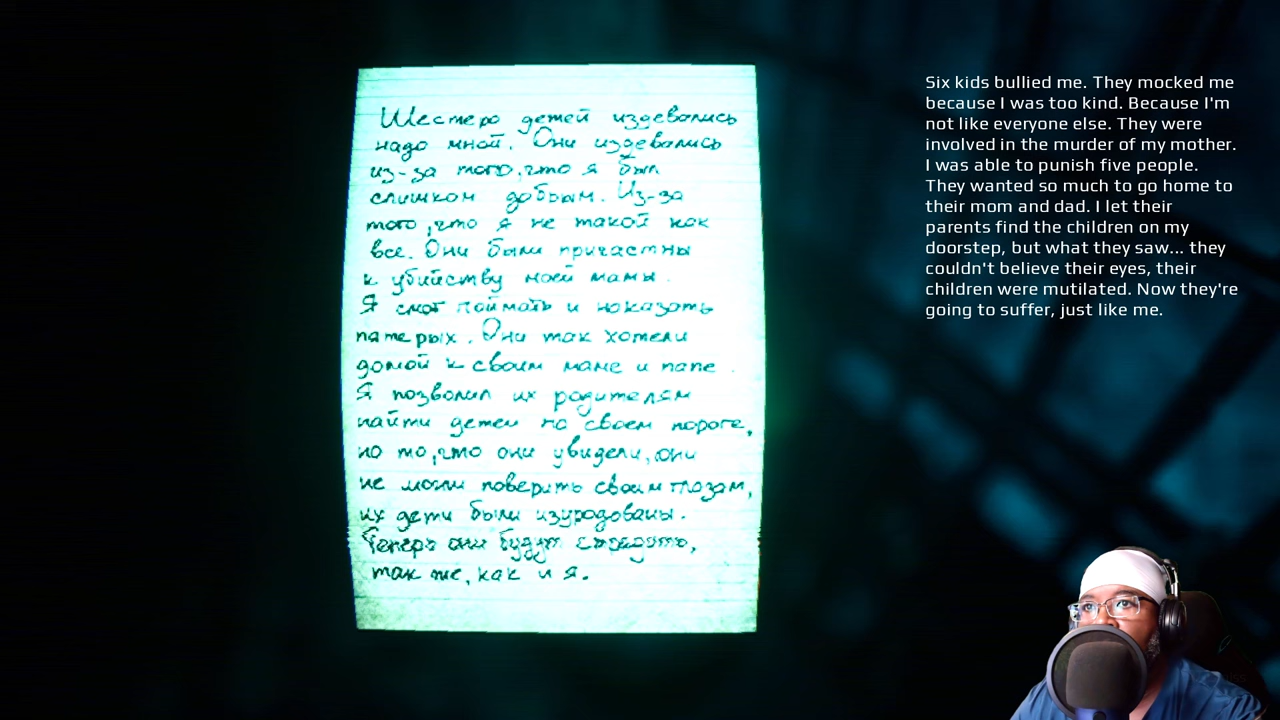 Шестеро детей издевались
надо мной. Они издевались
из-за того, что я был
слишком добрым. Из-за
того, что я не такой как
все. Они были причастны
к убийству моей мамы.
Я смог поймать и наказать
пятерых. Они так хотели
домой к своим маме и папе.
Я позволил их родителям
найти детей на своем пороге,
но то, что они увидели, они
не могли поверить своим глазам,
их дети были изуродованы.
Теперь они будут страдать,
так же, как и я.
Six kids bullied me. They mocked me
because I was too kind. Because I'm
not like everyone else. They were
involved in the murder of my mother.
I was able to punish five people.
They wanted so much to go home to
their mom and dad. I let their
parents find the children on my
doorstep, but what they saw... they
couldn't believe their eyes, their
children were mutilated. Now they're
going to suffer, just like me.